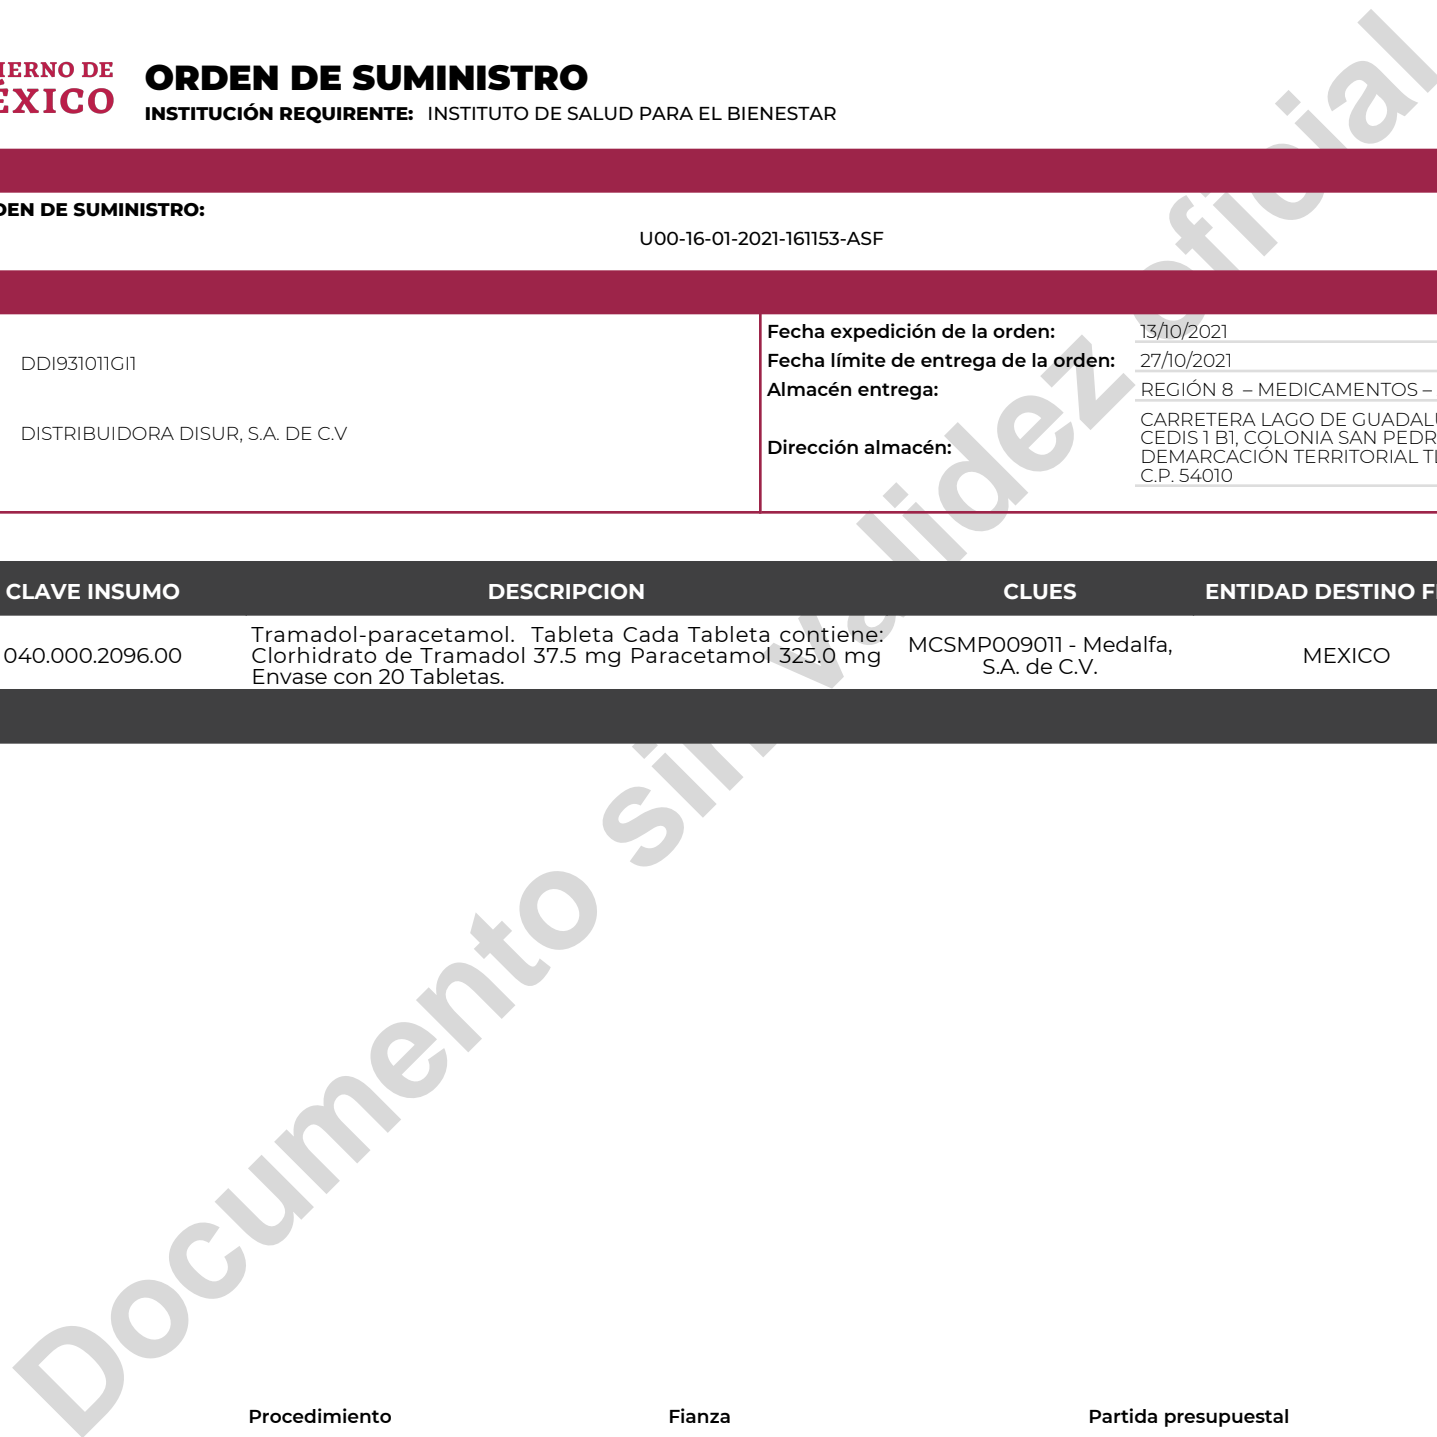 IERNO DE
ÉXICO
ORDEN DE SUMINISTRO
INSTITUCIÓN REQUIRENTE: INSTITUTO DE SALUD PARA EL BIENESTAR
DEN DE SUMINISTRO:
U00-16-01-2021-161153-ASF
DDI931011GI1
DISTRIBUIDORA DISUR, S.A. DE C.V
Fecha expedición de la orden: 13/10/2021
Fecha límite de entrega de la orden: 27/10/2021
Almacén entrega: REGIÓN 8 – MEDICAMENTOS –
Dirección almacén:
CARRETERA LAGO DE GUADALU
CEDIS 1 B1, COLONIA SAN PEDR
DEMARCACIÓN TERRITORIAL TL
C.P. 54010
CLAVE INSUMO DESCRIPCION CLUES ENTIDAD DESTINO FI
040.000.2096.00
Tramadol-paracetamol. Tableta Cada Tableta contiene:
Clorhidrato de Tramadol 37.5 mg Paracetamol 325.0 mg
Envase con 20 Tabletas.
MCSMP009011 - Medalfa,
S.A. de C.V.
MEXICO
Documento sin validez oficial
Procedimiento Fianza Partida presupuestal